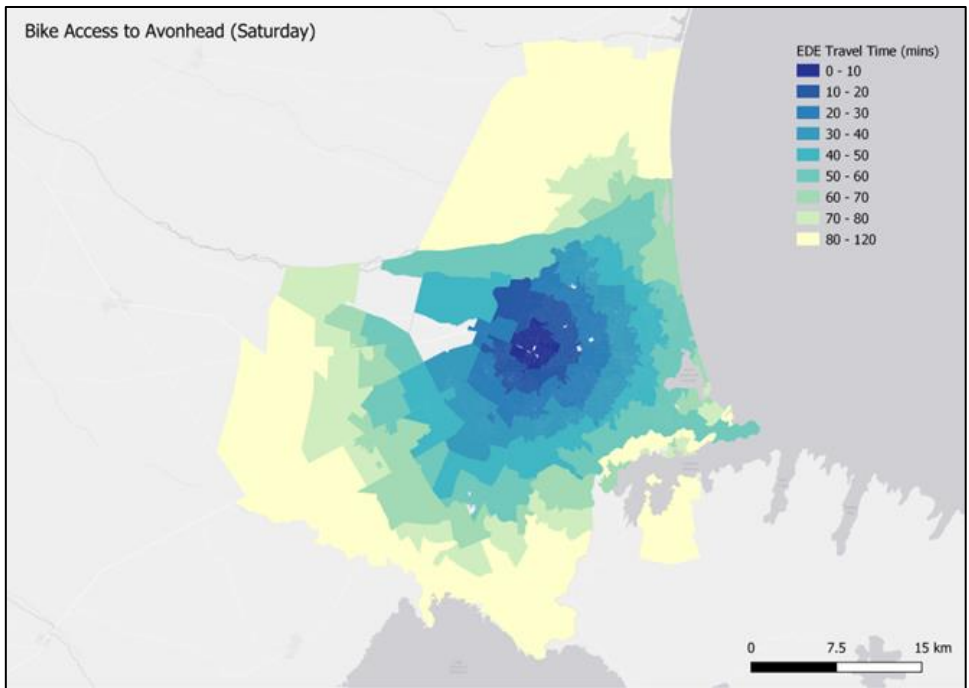 Bike Access to Avonhead (Saturday)
EDE Travel Time (mins)
0 - 10
10 - 20
20 - 30
30 - 40
40 - 50
50 - 60
60 - 70
70 - 80
80 - 120
0 7.5 15 km